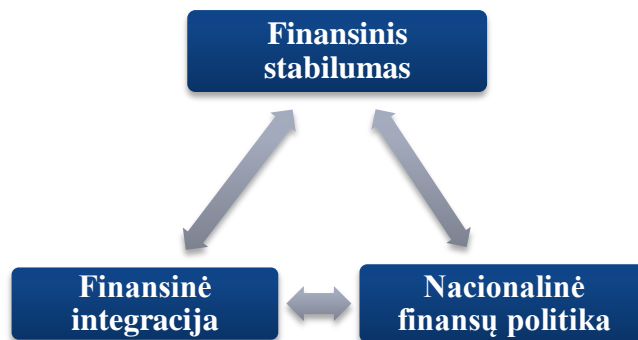 Finansinis
stabilumas
Finansinė
integracija
Nacionalinė
finansų politika